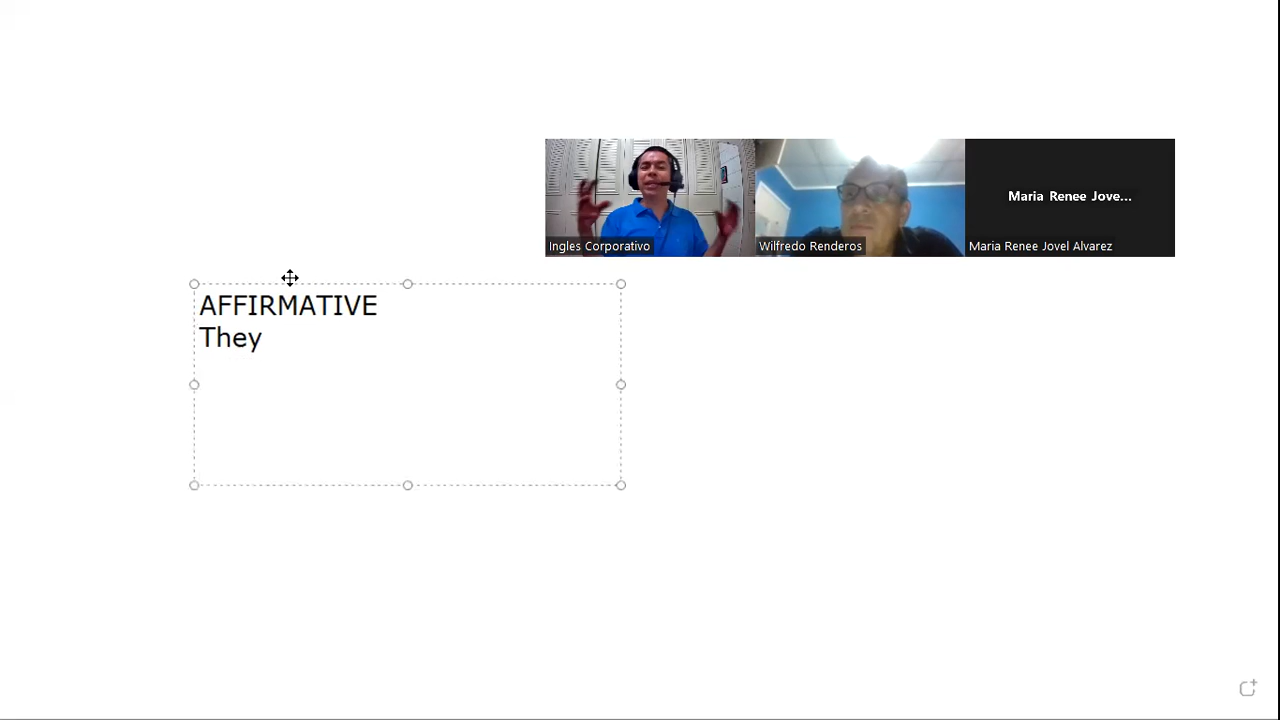 Maria Renee Jove...
Ingles Corporativo
Wilfredo Renderos
Maria Renee Jovel Alvarez
AFFIRMATIVE
They